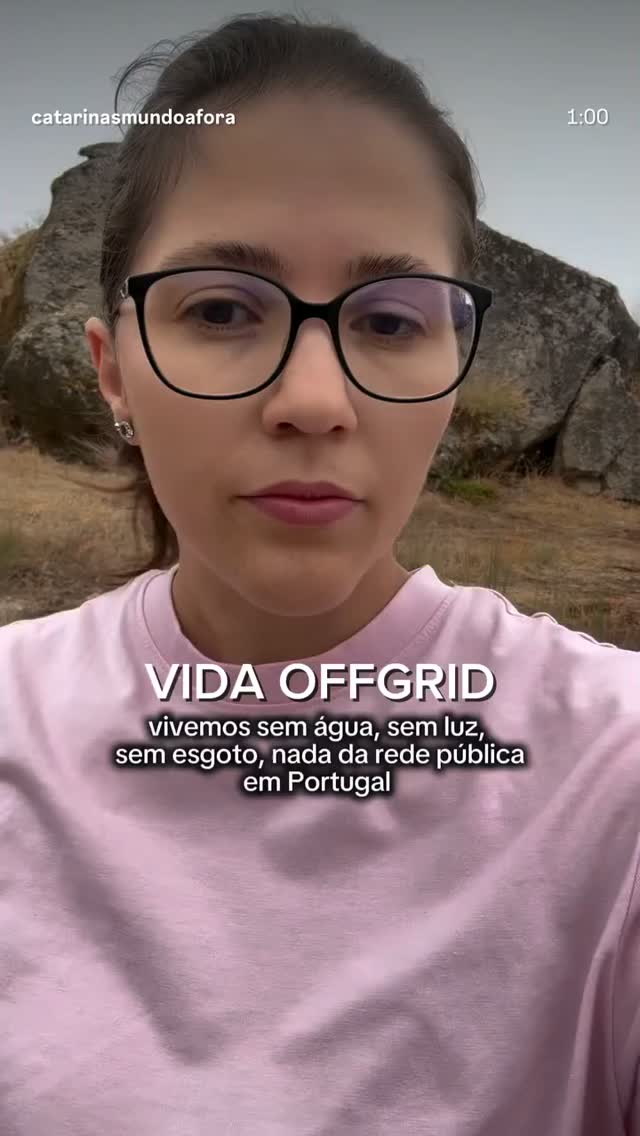 catarinasmundoafora
1:00
VIDA OFFGRID
vivemos sem água, sem luz,
sem esgoto, nada da rede pública
em Portugal